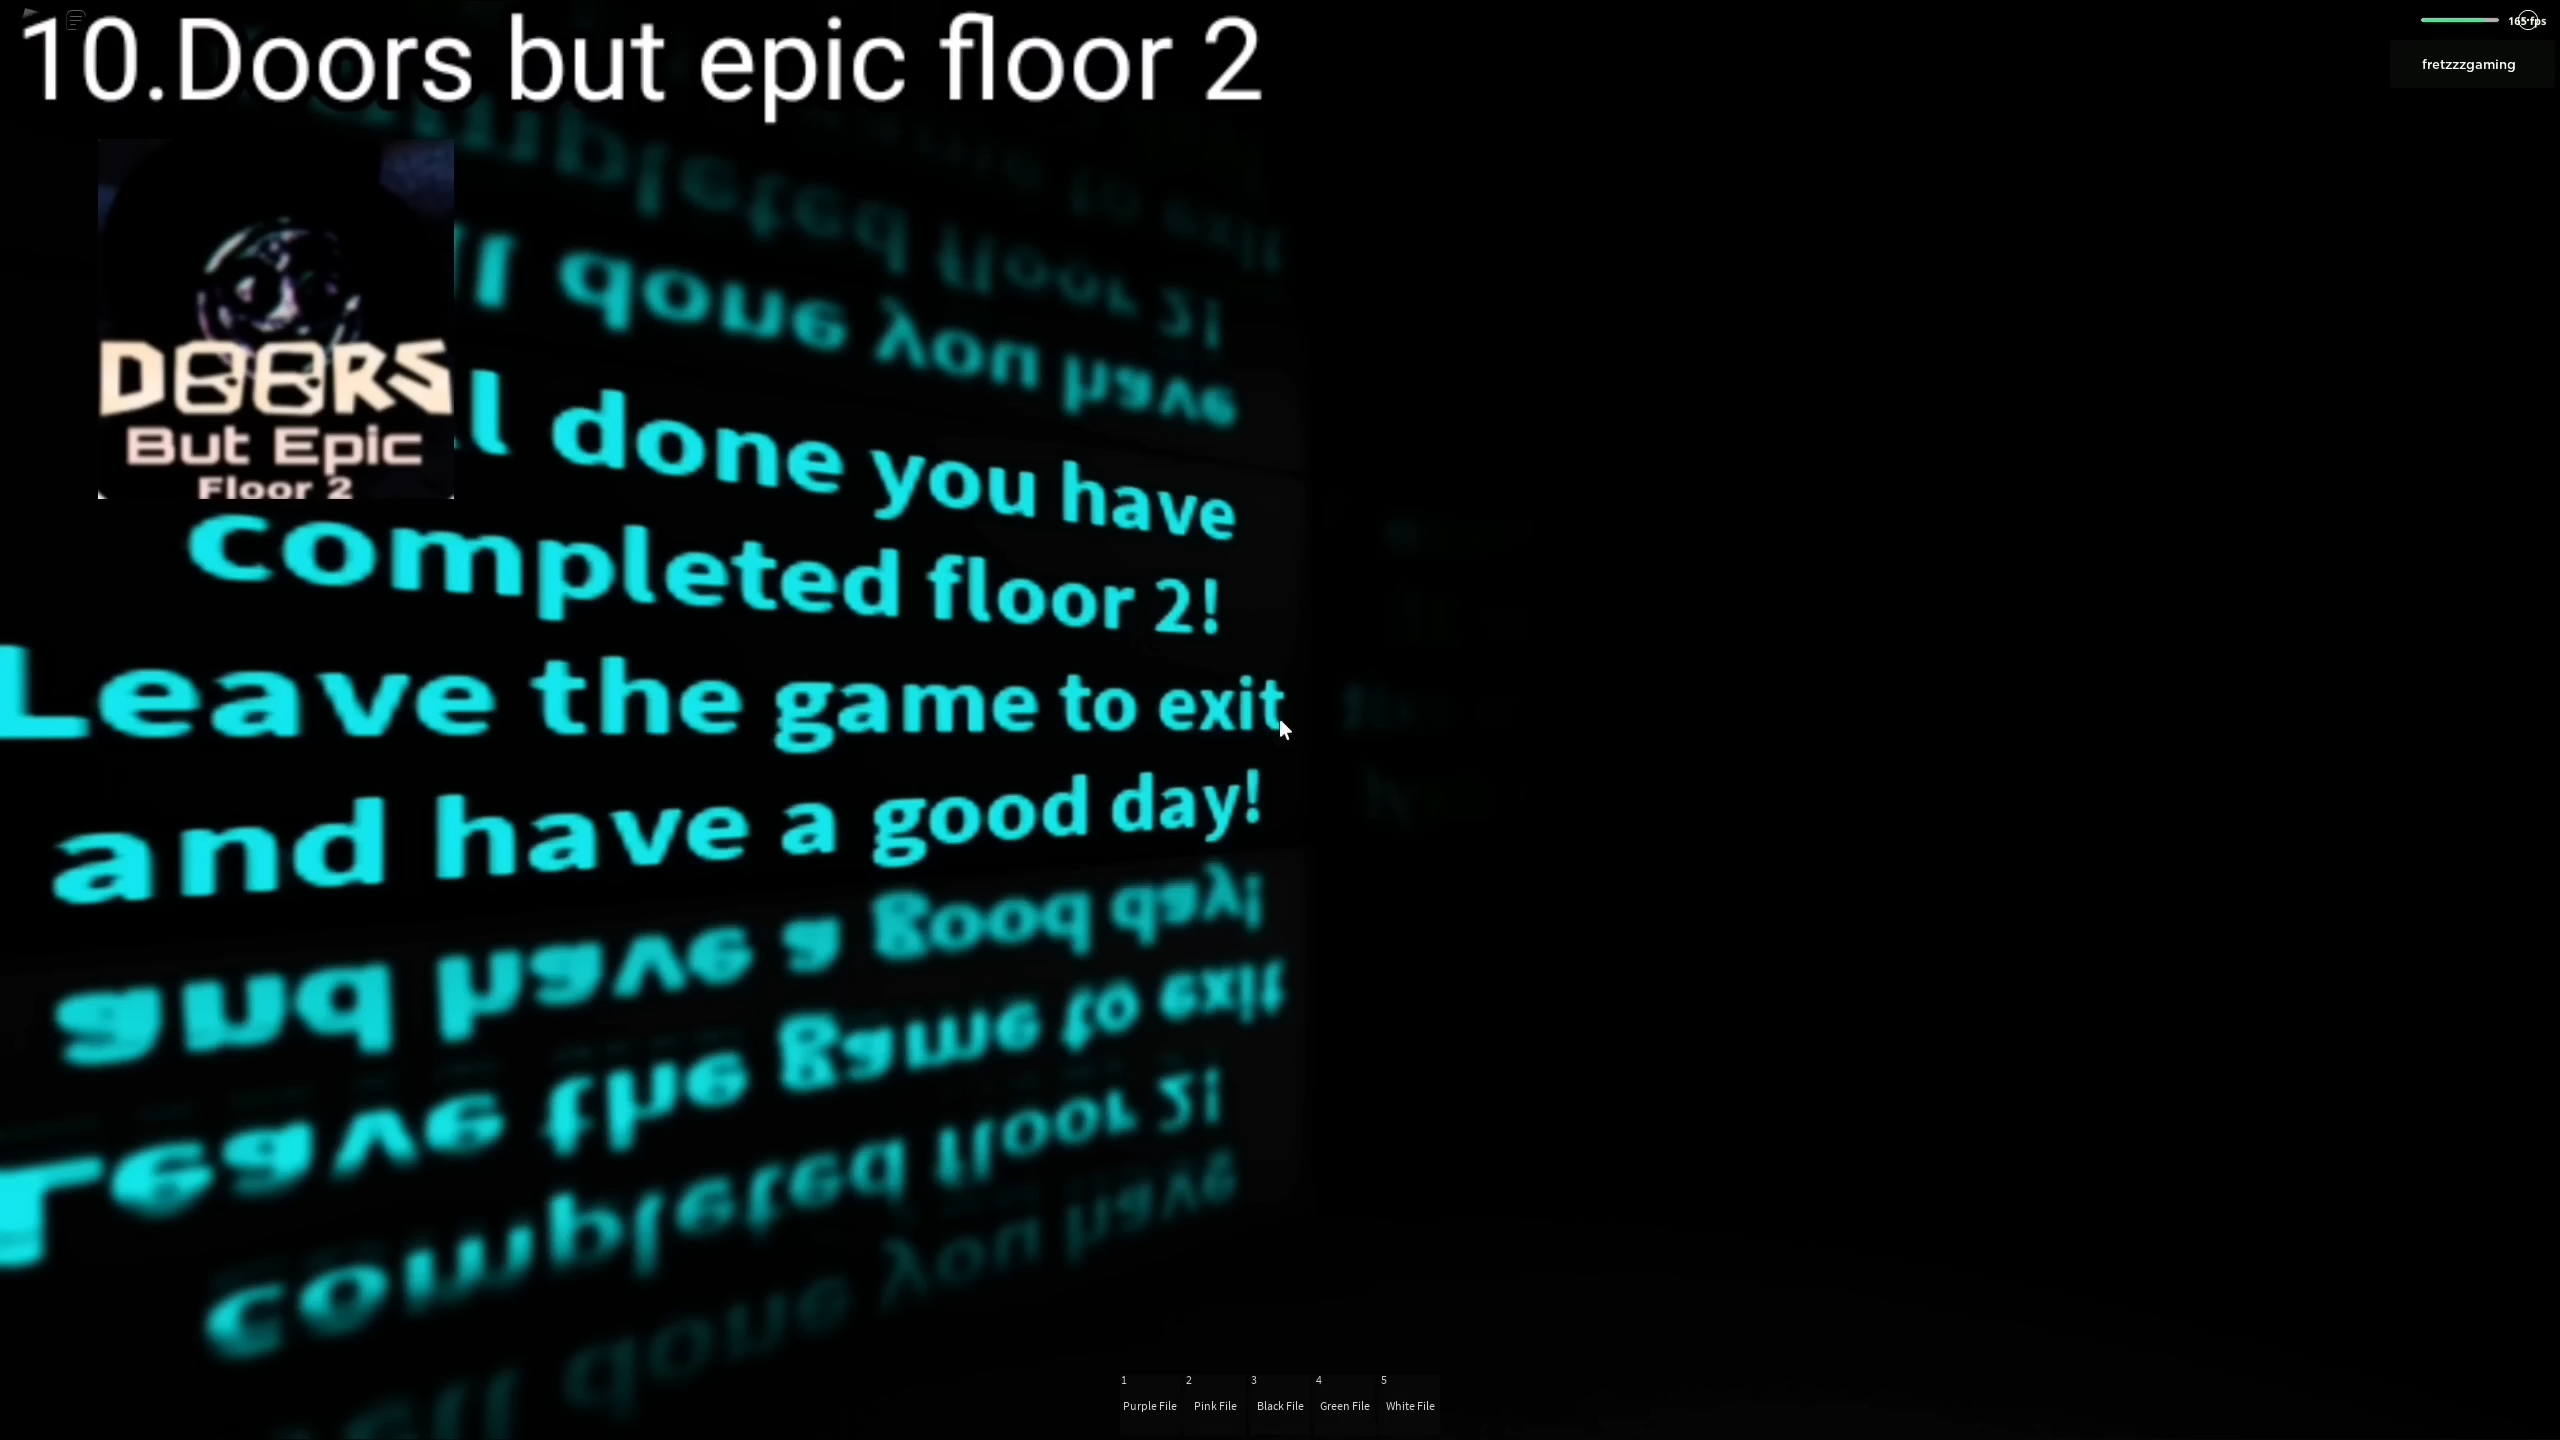 10.Doors but epic floor 2
165 fps
fretzzzgaming
DOORS
But Epic
Floor 2
done you have
completed floor 2!
Leave the game to exit
and have a good day!
1 2 3 4 5
Purple File Pink File Black File Green File White File